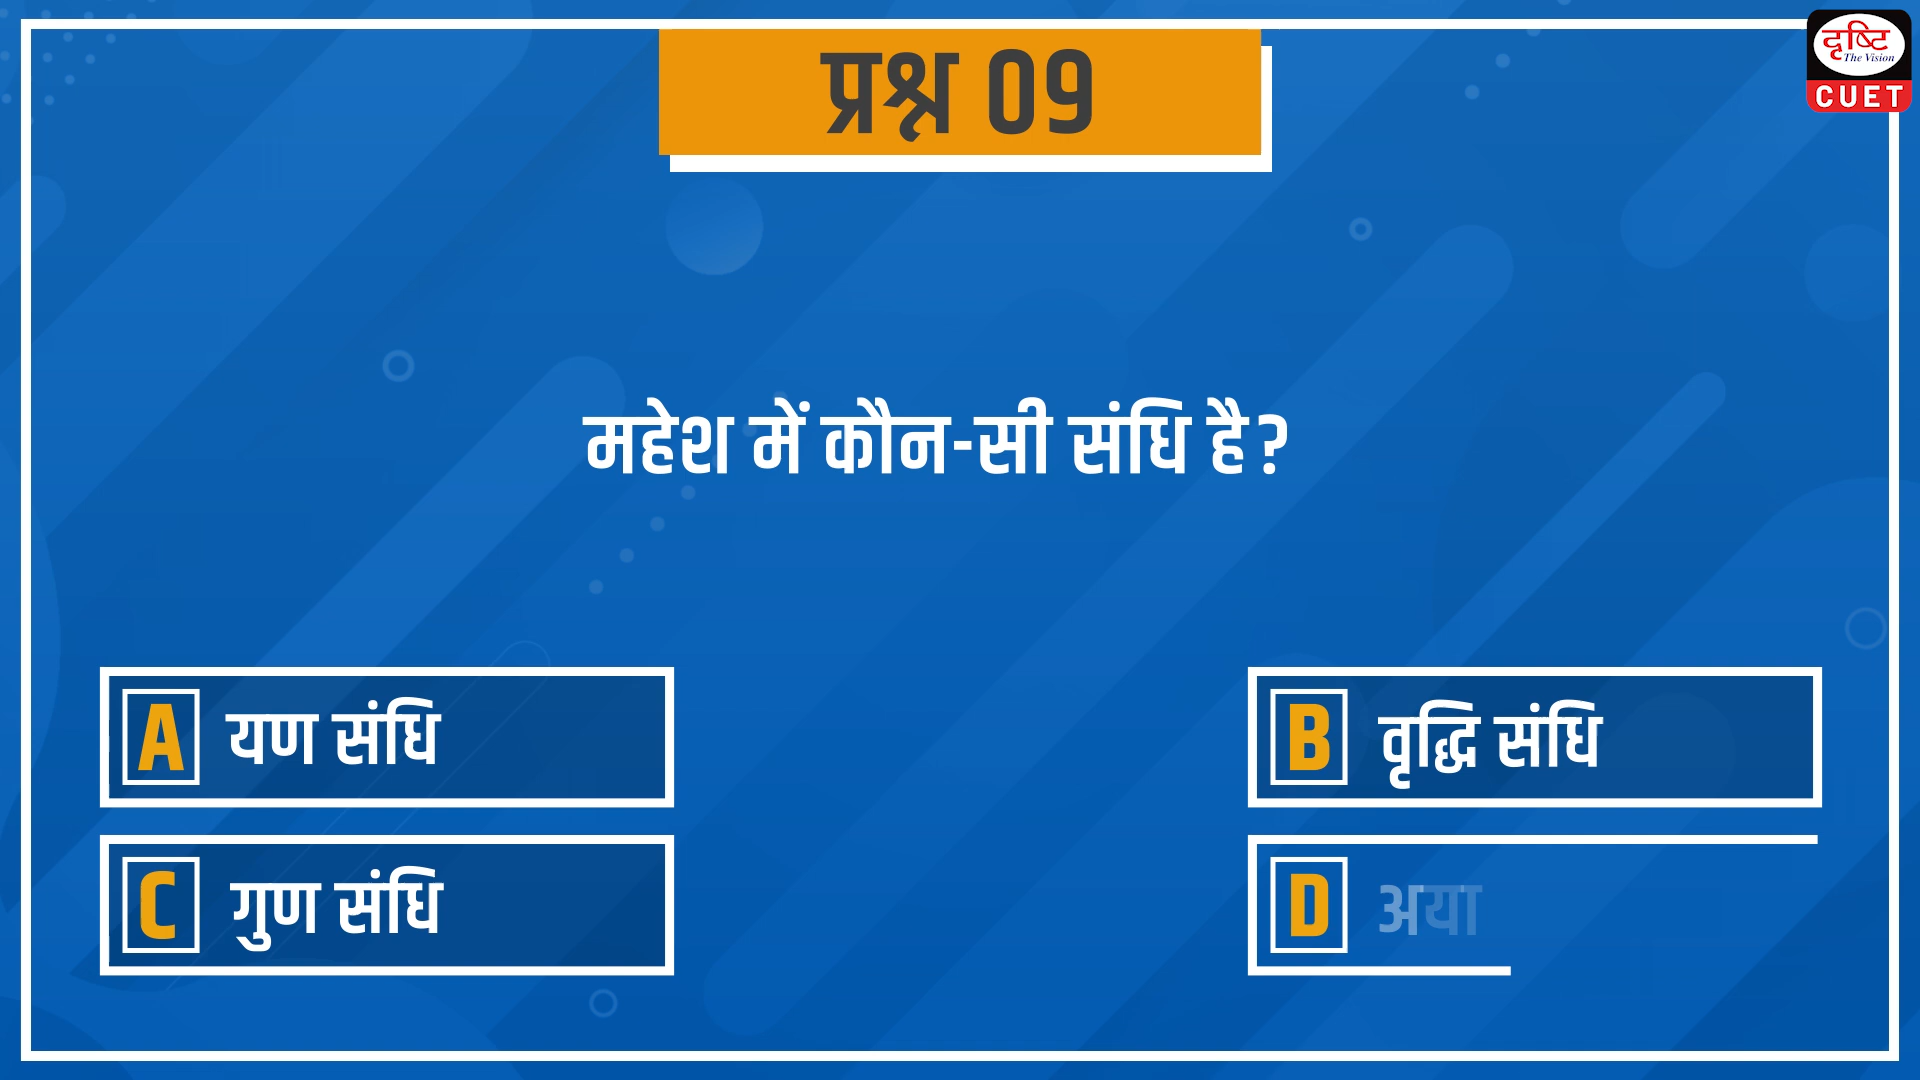 प्रश्न 09
दृष्टि
The Vision
CUET
महेश में कौन-सी संधि है?
A यण संधि
B वृद्धि संधि
C गुण संधि
D अया